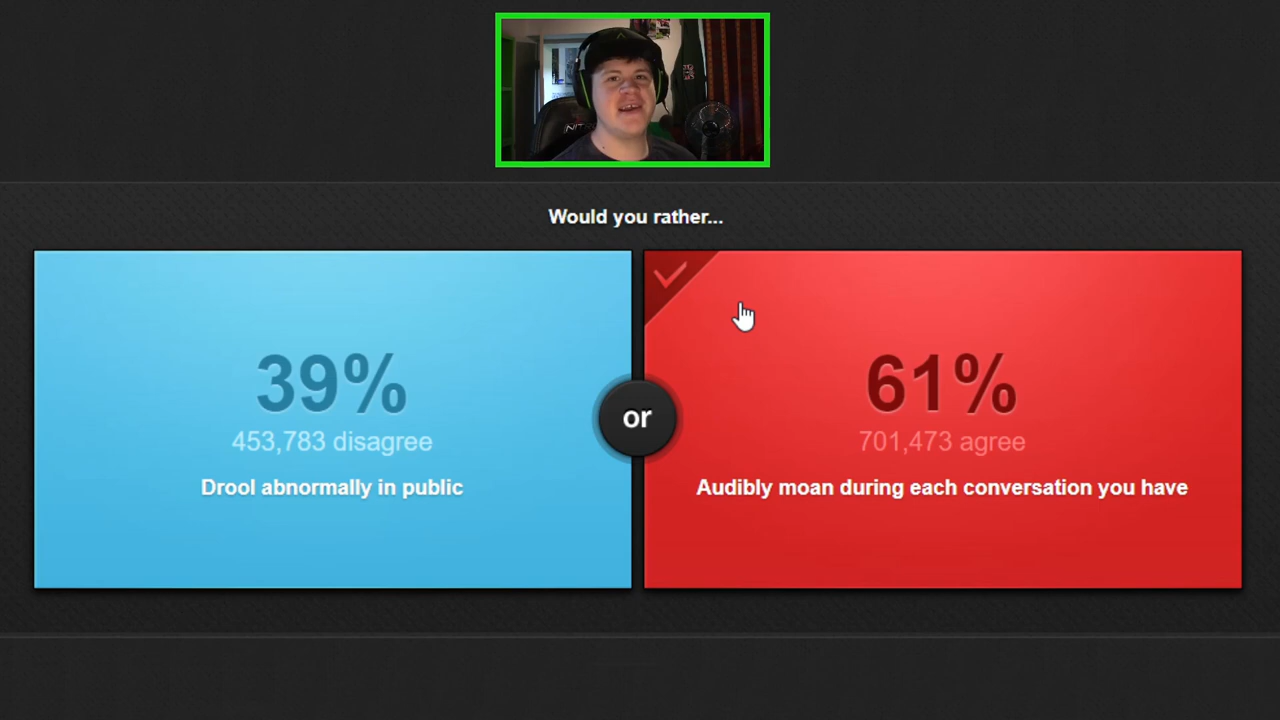 Would you rather...
39%
453,783 disagree
Drool abnormally in public
or
61%
701,473 agree
Audibly moan during each conversation you have